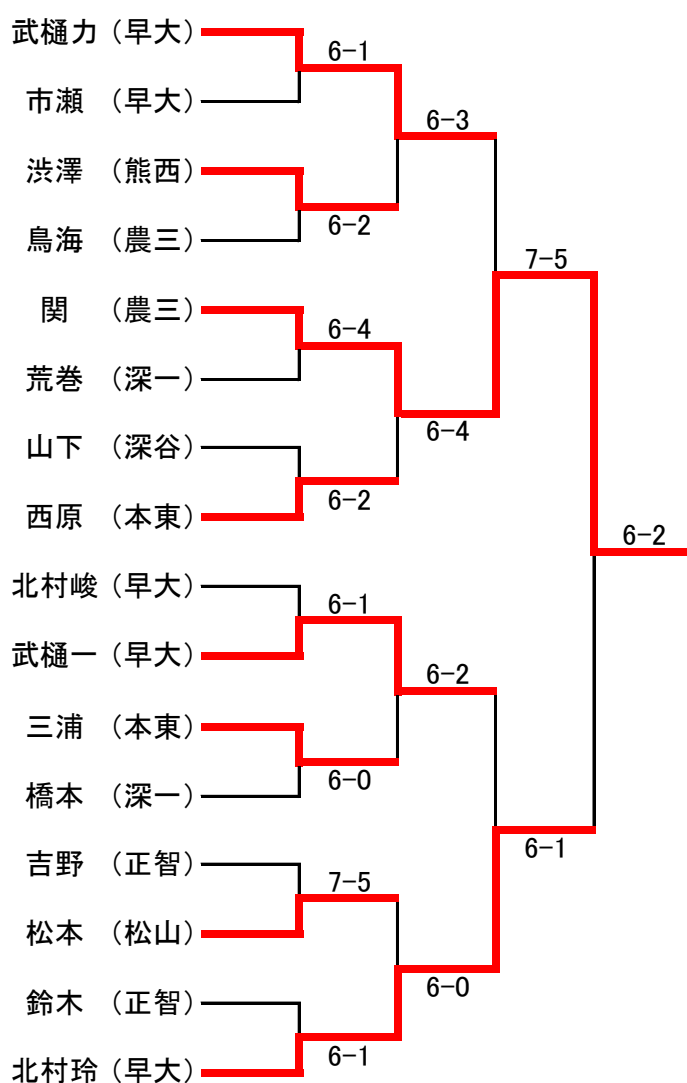 武樋力（早大）
6-1
市瀬（早大）
6-3
渋澤（熊西）
6-2
鳥海（農三）
7-5
関（農三）
6-4
荒巻（深一）
6-4
山下（深谷）
6-2
西原（本東）
6-2
北村峻（早大）
6-1
武樋一（早大）
6-2
三浦（本東）
6-0
橋本（深一）
6-1
吉野（正智）
7-5
松本（松山）
6-0
鈴木（正智）
6-1
北村玲（早大）